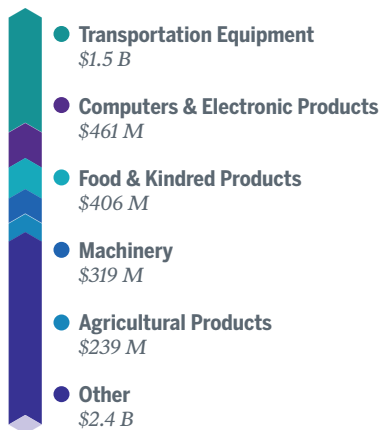 Transportation Equipment
$1.5 B
Computers & Electronic Products
$461 M
Food & Kindred Products
$406 M
Machinery
$319 M
Agricultural Products
$239 M
Other
$2.4 B